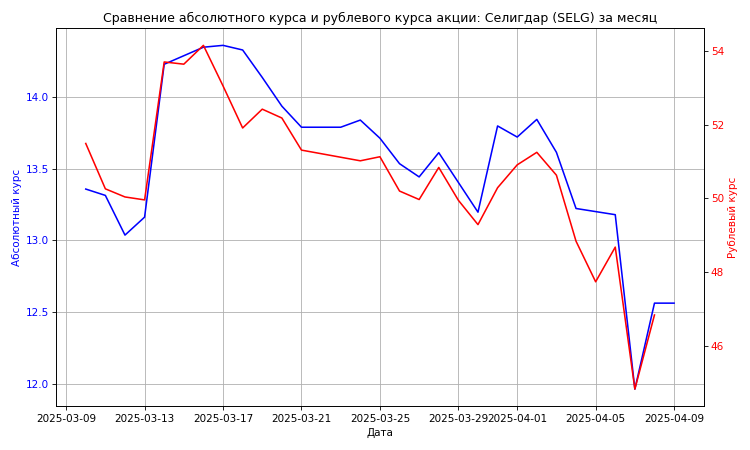 Сравнение абсолютного курса и рублевого курса акции: Селигдар (SELG) за месяц
Абсолютный курс
14.0
13.5
13.0
12.5
12.0
54
52
50
48
46
Рублевый курс
2025-03-09 2025-03-13 2025-03-17 2025-03-21 2025-03-25 2025-03-29 2025-04-01 2025-04-05 2025-04-09
Дата